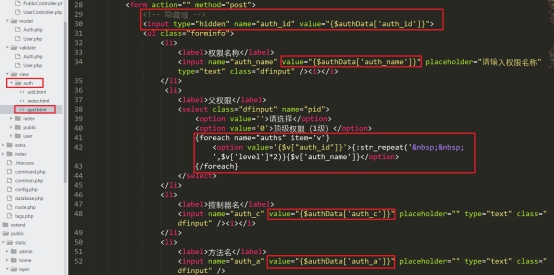 PublicController.pt
UserController.php
model
Auth.php
User.php
validate
Auth.php
User.php
view
auth
add.html
index.html
upd.html
index
public
user
extra
index
.htaccess
command.php
common.php
config.php
database.php
route.php
tags.php
extend
public
static
admin
home
layer
28 <form action="" method="post">
29 <!-- 隐藏域 -->
30 <input type="hidden" name="auth_id" value="{$authData['auth_id']}">
31 <ul class="forminfo">
32 <li>
33 <label>权限名称</label>
34 <input name="auth_name" value="{$authData['auth_name']}" placeholder="请输入权限名称"
type="text" class="dfinput" /><i></i>
35 </li>
36 <li>
37 <label>父权限</label>
38 <select class="dfinput" name="pid">
39 <option value=''>请选择</option>
40 <option value='0'>顶级权限（1级）</option>
41 {foreach name="auths" item='v'}
42 <option value='{$v["auth_id"]}'>{:str_repeat('&nbsp;&nbsp;
',$v['level']*2)}{$v['auth_name']}</option>
43 {/foreach}
44 </select>
45 </li>
46 <li>
47 <label>控制器名</label>
48 <input name="auth_c" value="{$authData['auth_c']}" placeholder="" type="text" class="
dfinput" /><i></i>
49 </li>
50 <li>
51 <label>方法名</label>
52 <input name="auth_a" value="{$authData['auth_a']}" placeholder="" type="text" class="
dfinput" />